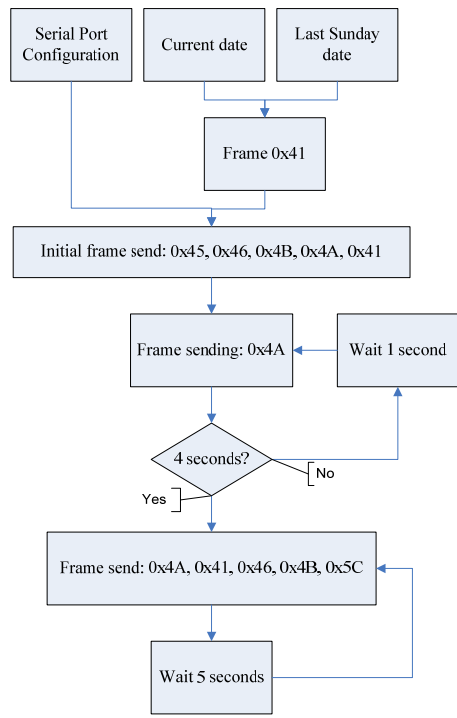 Serial Port
Configuration
Current date
Last Sunday
date
Frame 0x41
Initial frame send: 0x45, 0x46, 0x4B, 0x4A, 0x41
Frame sending: 0x4A
Wait 1 second
4 seconds?
No
Yes
Frame send: 0x4A, 0x41, 0x46, 0x4B, 0x5C
Wait 5 seconds